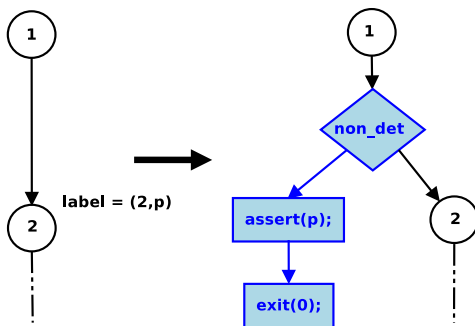 1
1
non_det
label = (2,p)
2
assert(p);
2
exit(0);